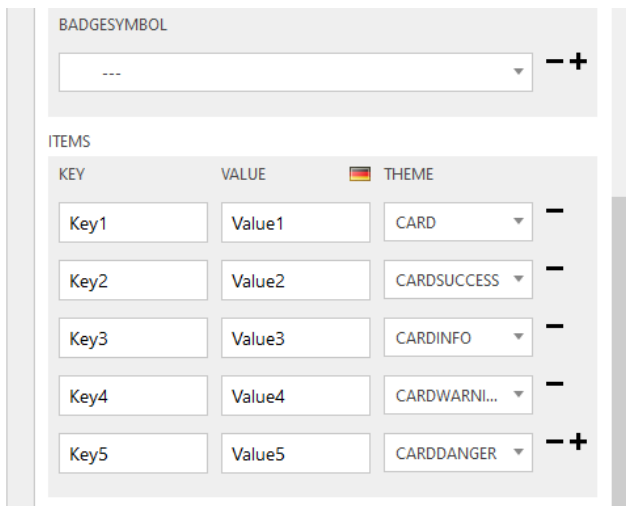 BADGESYMBOL
---
ITEMS
KEY VALUE THEME
Key1 Value1 CARD
Key2 Value2 CARDSUCCESS
Key3 Value3 CARDINFO
Key4 Value4 CARDWARNI...
Key5 Value5 CARDDANGER